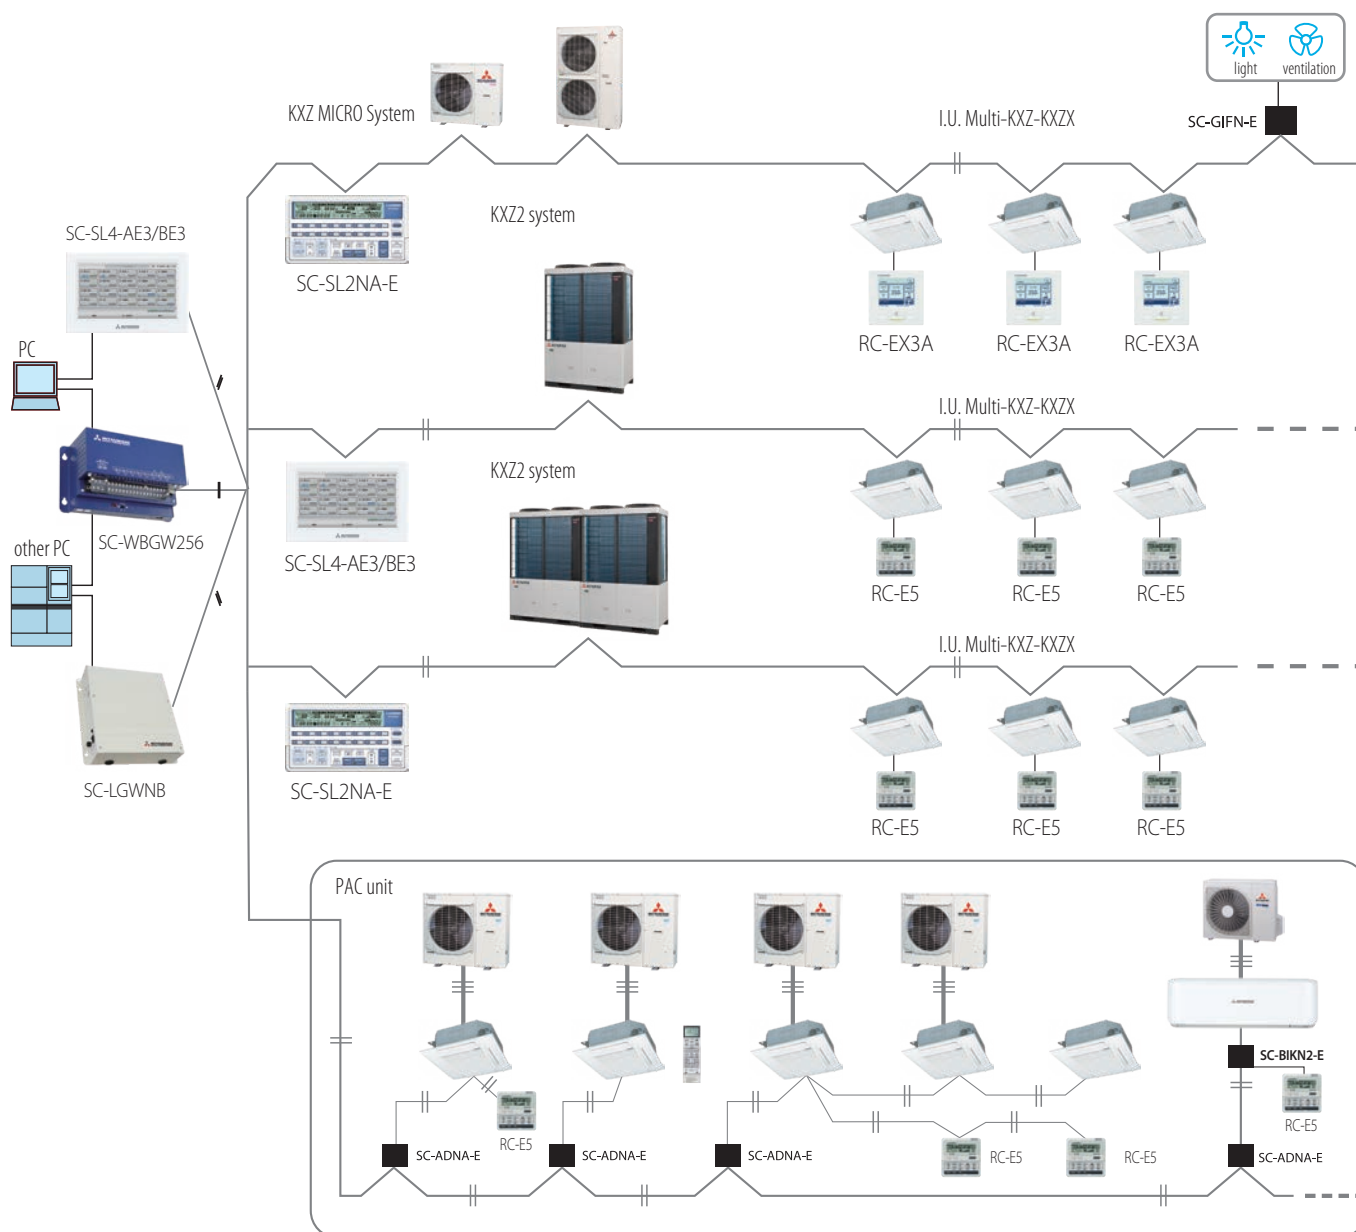 light
ventilation
SC-GIFN-E
KXZ MICRO System
I.U. Multi-KXZ-KXZX
SC-SL4-AE3/BE3
SC-SL2NA-E
KXZ2 system
RC-EX3A
RC-EX3A
RC-EX3A
PC
I.U. Multi-KXZ-KXZX
KXZ2 system
SC-WBGW256
other PC
SC-SL4-AE3/BE3
RC-E5
RC-E5
RC-E5
I.U. Multi-KXZ-KXZX
SC-LGWNB
SC-SL2NA-E
RC-E5
RC-E5
RC-E5
PAC unit
SC-BIKN2-E
RC-E5
RC-E5
SC-ADNA-E
SC-ADNA-E
SC-ADNA-E
RC-E5
RC-E5
SC-ADNA-E